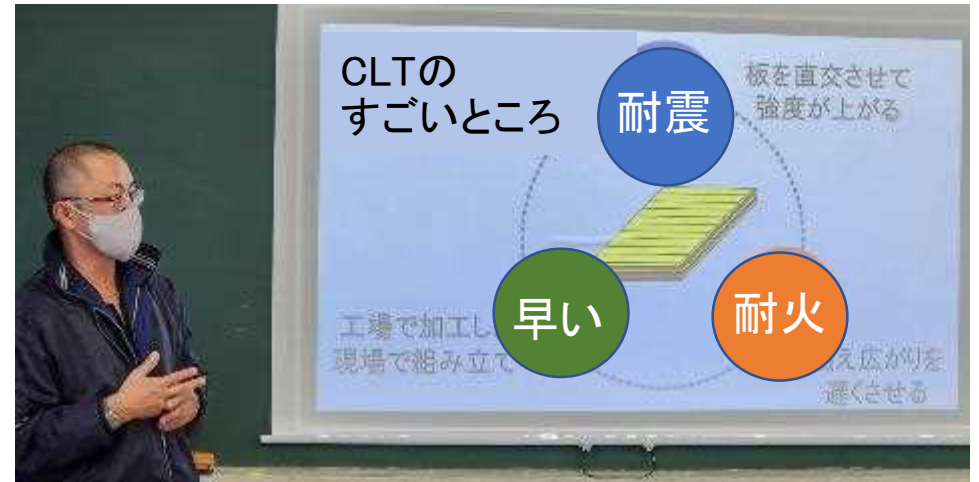 CLTの
すごいところ
耐震
板を直交させて
強度が上がる
早い
工場で加工し
現場で組み立て
耐火
え広がりを
遅くさせる